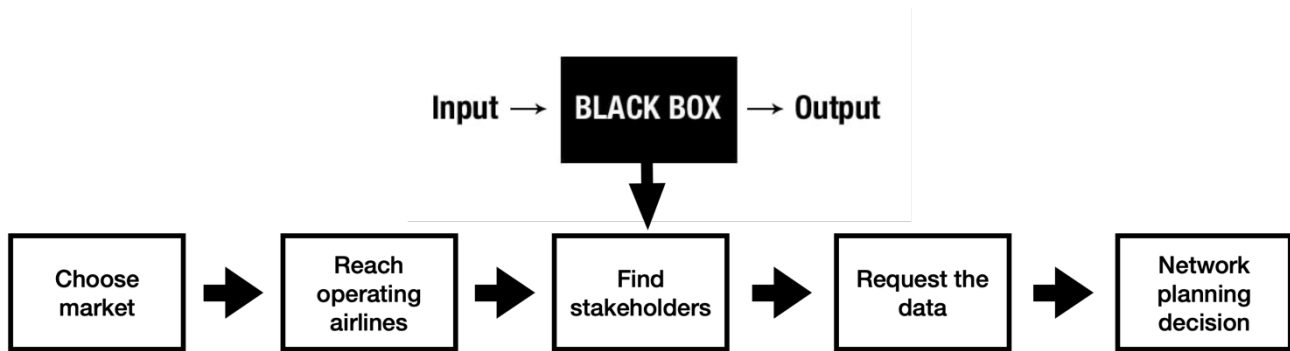 Input → BLACK BOX → Output
Choose
market
Reach
operating
airlines
Find
stakeholders
Request the
data
Network
planning
decision